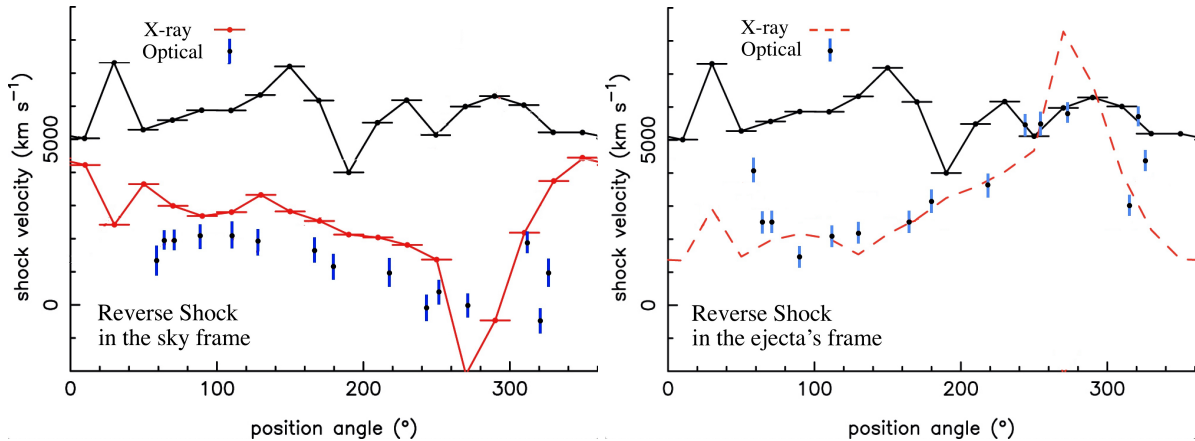 X-ray
Optical
shock velocity (km s⁻¹)
5000
0
Reverse Shock
in the sky frame
0
100
200
300
position angle (°)
X-ray
Optical
shock velocity (km s⁻¹)
5000
0
Reverse Shock
in the ejecta's frame
0
100
200
300
position angle (°)